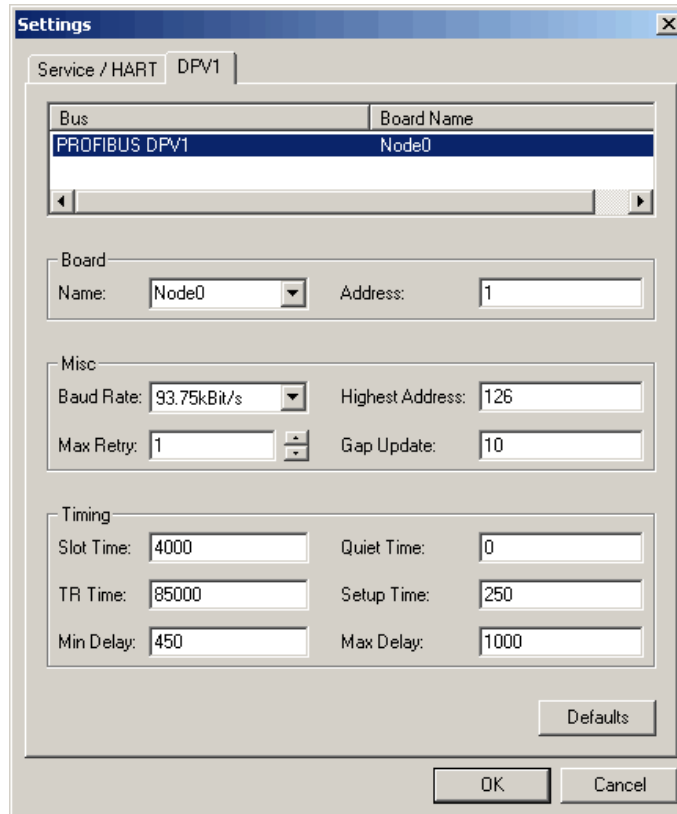 Settings
Service / HART DPV1
Bus Board Name
PROFIBUS DPV1 Node0
Board
Name: Node0 Address: 1
Misc
Baud Rate: 93.75kBit/s Highest Address: 126
Max Retry: 1 Gap Update: 10
Timing
Slot Time: 4000 Quiet Time: 0
TR Time: 85000 Setup Time: 250
Min Delay: 450 Max Delay: 1000
Defaults
OK Cancel